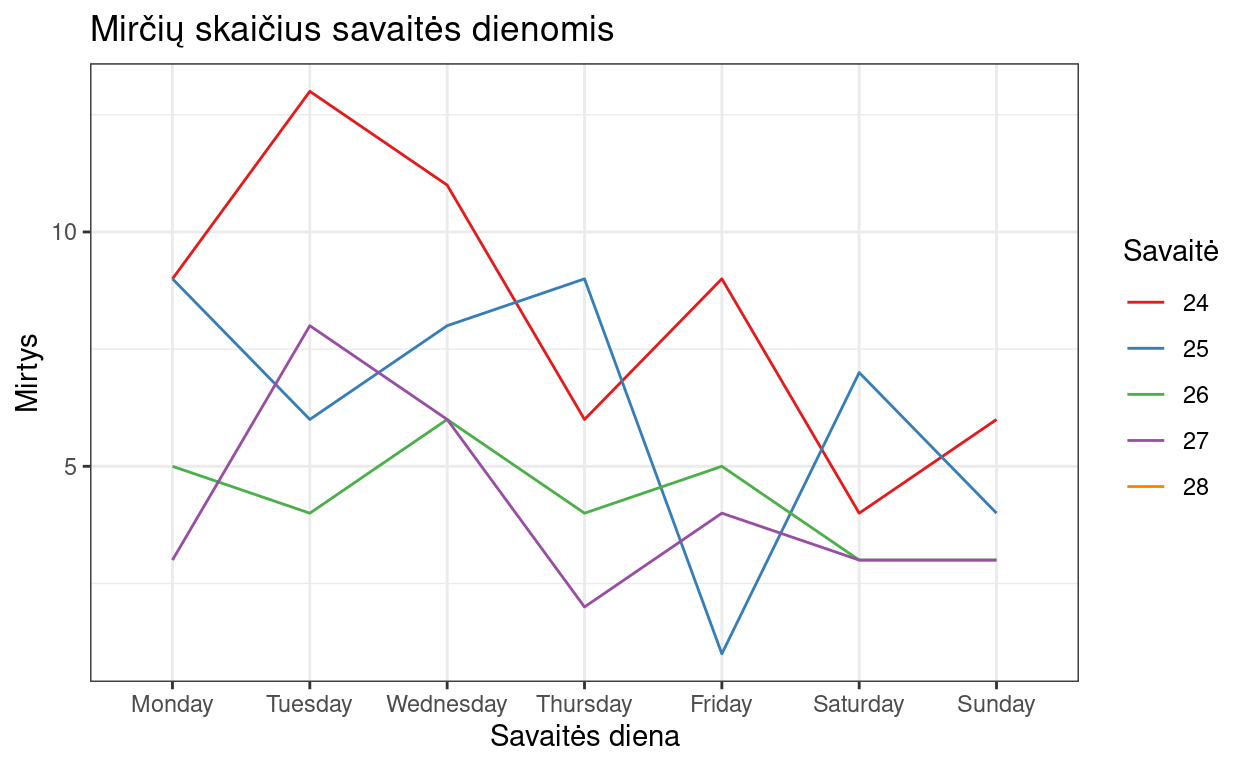 Mirčių skaičius savaitės dienomis
Mirtys
10
5
Monday Tuesday Wednesday Thursday Friday Saturday Sunday
Savaitės diena
Savaitė
24
25
26
27
28